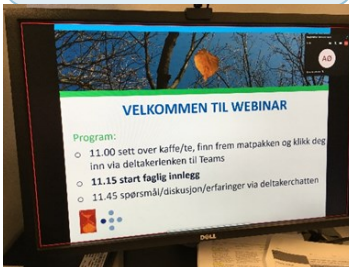 AØ
VELKOMMEN TIL WEBINAR
Program:
o 11.00 sett over kaffe/te, finn frem matpakken og klikk deg
inn via deltakerlenken til Teams
o 11.15 start faglig innlegg
o 11.45 spørsmål/diskusjon/erfaringer via deltakerchatten
DELL